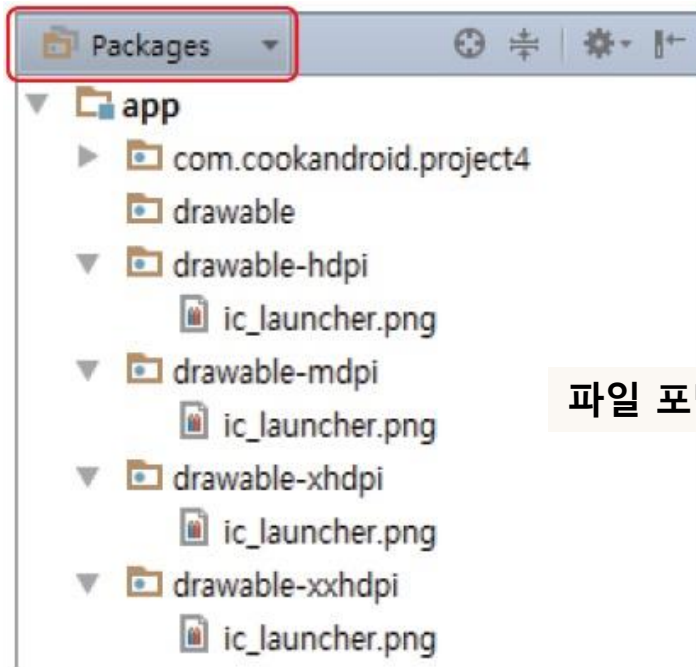 Packages
app
com.cookandroid.project4
drawable
drawable-hdpi
ic_launcher.png
drawable-mdpi
ic_launcher.png
파일
drawable-xhdpi
ic_launcher.png
drawable-xxhdpi
ic_launcher.png